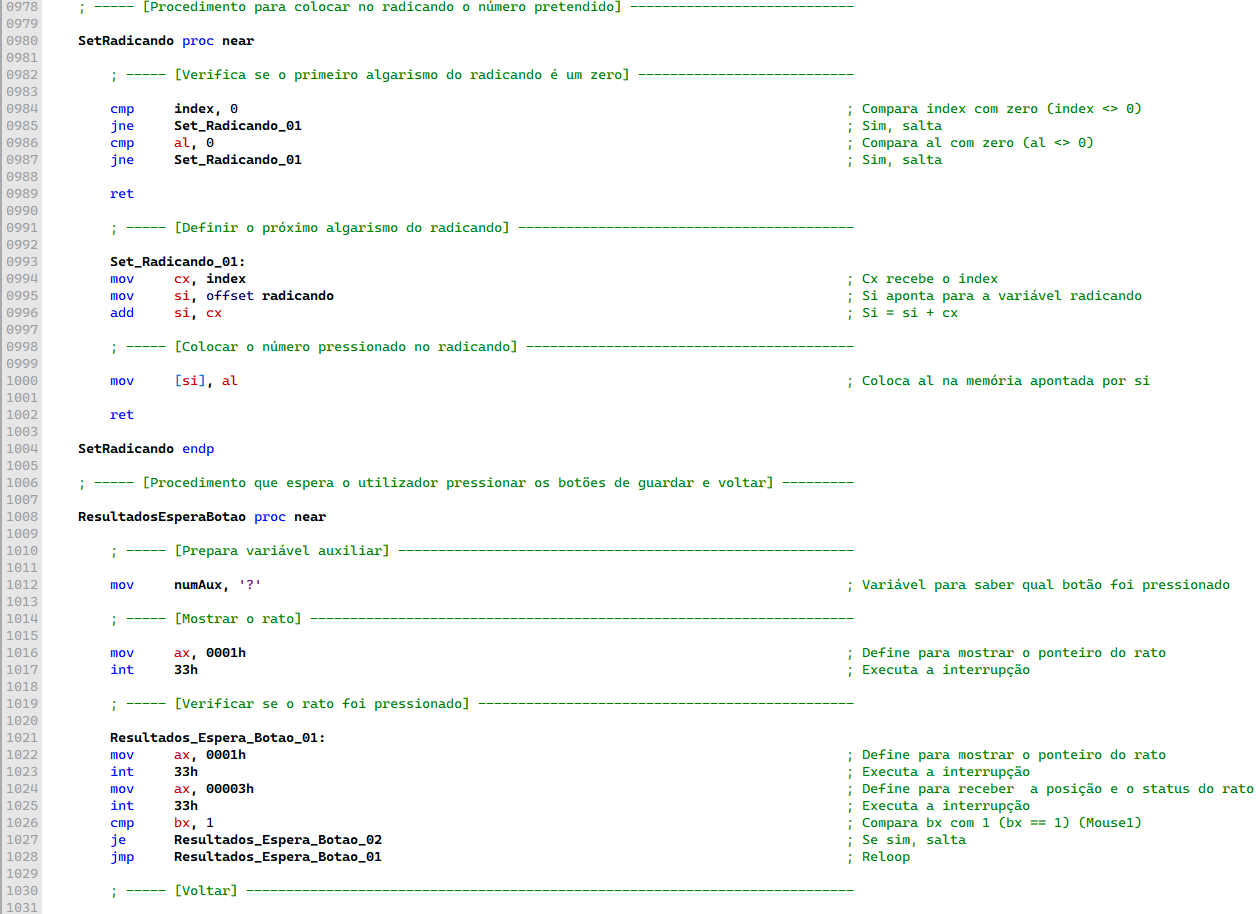 0978 ; ----- [Procedimento para colocar no radicando o número pretendido] ----------------------------
0979
0980 SetRadicando proc near
0981
0982 ; ----- [Verifica se o primeiro algarismo do radicando é um zero] ---------------------------
0983
0984 cmp index, 0 ; Compara index com zero (index <> 0)
0985 jne Set_Radicando_01 ; Sim, salta
0986 cmp al, 0 ; Compara al com zero (al <> 0)
0987 jne Set_Radicando_01 ; Sim, salta
0988
0989 ret
0990
0991 ; ----- [Definir o próximo algarismo do radicando] ------------------------------------------
0992
0993 Set_Radicando_01:
0994 mov cx, index ; Cx recebe o index
0995 mov si, offset radicando ; Si aponta para a variável radicando
0996 add si, cx ; Si = si + cx
0997
0998 ; ----- [Colocar o número pressionado no radicando] -----------------------------------------
0999
1000 mov [si], al ; Coloca al na memória apontada por si
1001
1002 ret
1003
1004 SetRadicando endp
1005
1006 ; ----- [Procedimento que espera o utilizador pressionar os botões de guardar e voltar] ---------
1007
1008 ResultadosEsperaBotao proc near
1009
1010 ; ----- [Prepara variável auxiliar] ---------------------------------------------------------
1011
1012 mov numAux, '?' ; Variável para saber qual botão foi pressionado
1013
1014 ; ----- [Mostrar o rato] --------------------------------------------------------------------
1015
1016 mov ax, 0001h ; Define para mostrar o ponteiro do rato
1017 int 33h ; Executa a interrupção
1018
1019 ; ----- [Verificar se o rato foi pressionado] -----------------------------------------------
1020
1021 Resultados_Espera_Botao_01:
1022 mov ax, 0001h ; Define para mostrar o ponteiro do rato
1023 int 33h ; Executa a interrupção
1024 mov ax, 00003h ; Define para receber  a posição e o status do rato
1025 int 33h ; Executa a interrupção
1026 cmp bx, 1 ; Compara bx com 1 (bx == 1) (Mouse1)
1027 je Resultados_Espera_Botao_02 ; Se sim, salta
1028 jmp Resultados_Espera_Botao_01 ; Reloop
1029
1030 ; ----- [Voltar] ----------------------------------------------------------------------------
1031